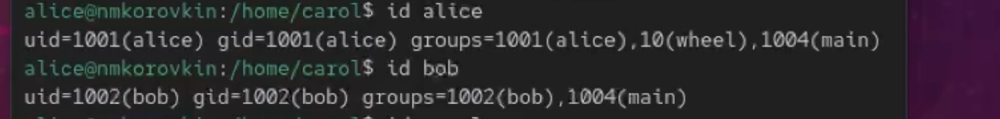 alice@nmkorovkin:/home/carol$ id alice
uid=1001(alice) gid=1001(alice) groups=1001(alice),10(wheel),1004(main)
alice@nmkorovkin:/home/carol$ id bob
uid=1002(bob) gid=1002(bob) groups=1002(bob),1004(main)